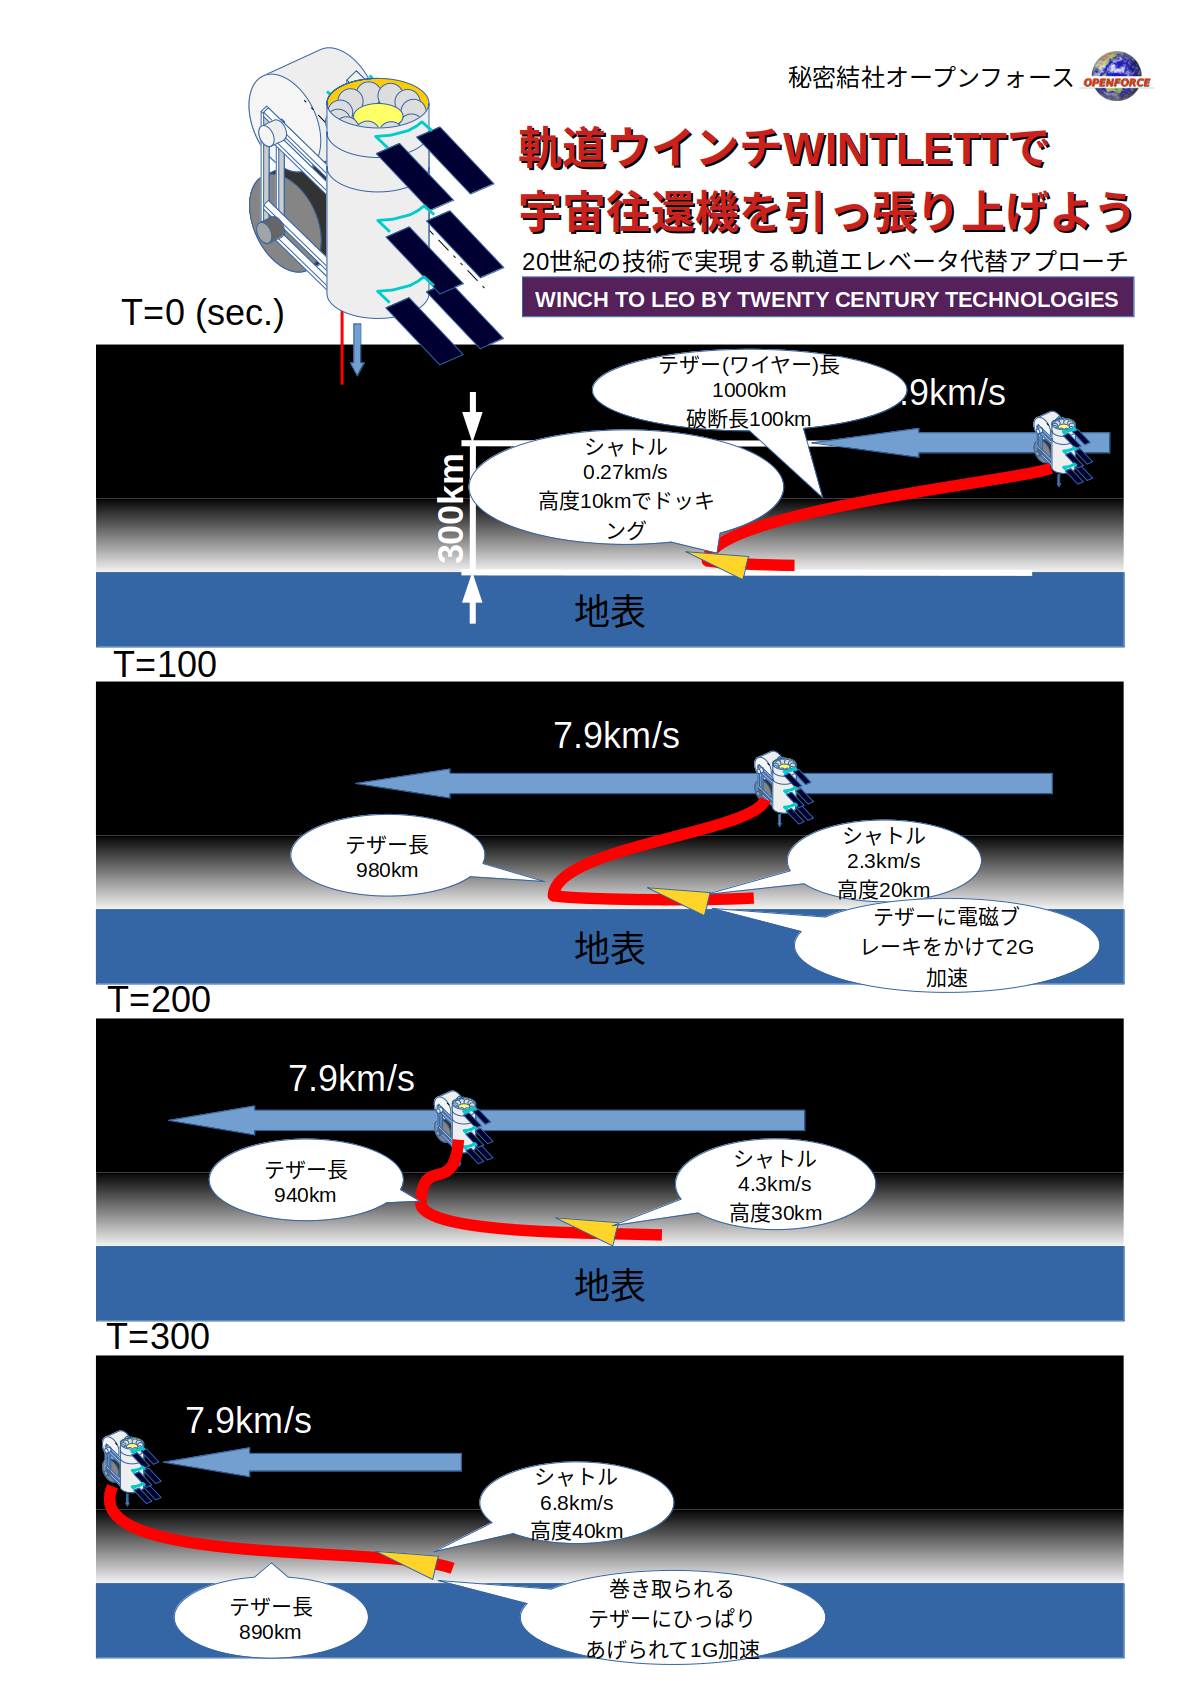 秘密結社オープンフォース
OPENFORCE
軌道ウインチWINTLETTで
宇宙往還機を引っ張り上げよう
20世紀の技術で実現する軌道エレベータ代替アプローチ
WINCH TO LEO BY TWENTY CENTURY TECHNOLOGIES
T=0 (sec.)
テザー(ワイヤー)長
1000km
破断長100km
.9km/s
シャトル
0.27km/s
高度10kmでドッキ
ング
300km
地表
T=100
7.9km/s
テザー長
980km
シャトル
2.3km/s
高度20km
テザーに電磁ブ
レーキをかけて2G
加速
地表
T=200
7.9km/s
テザー長
940km
シャトル
4.3km/s
高度30km
地表
T=300
7.9km/s
シャトル
6.8km/s
高度40km
テザー長
890km
巻き取られる
テザーにひっぱり
あげられて1G加速